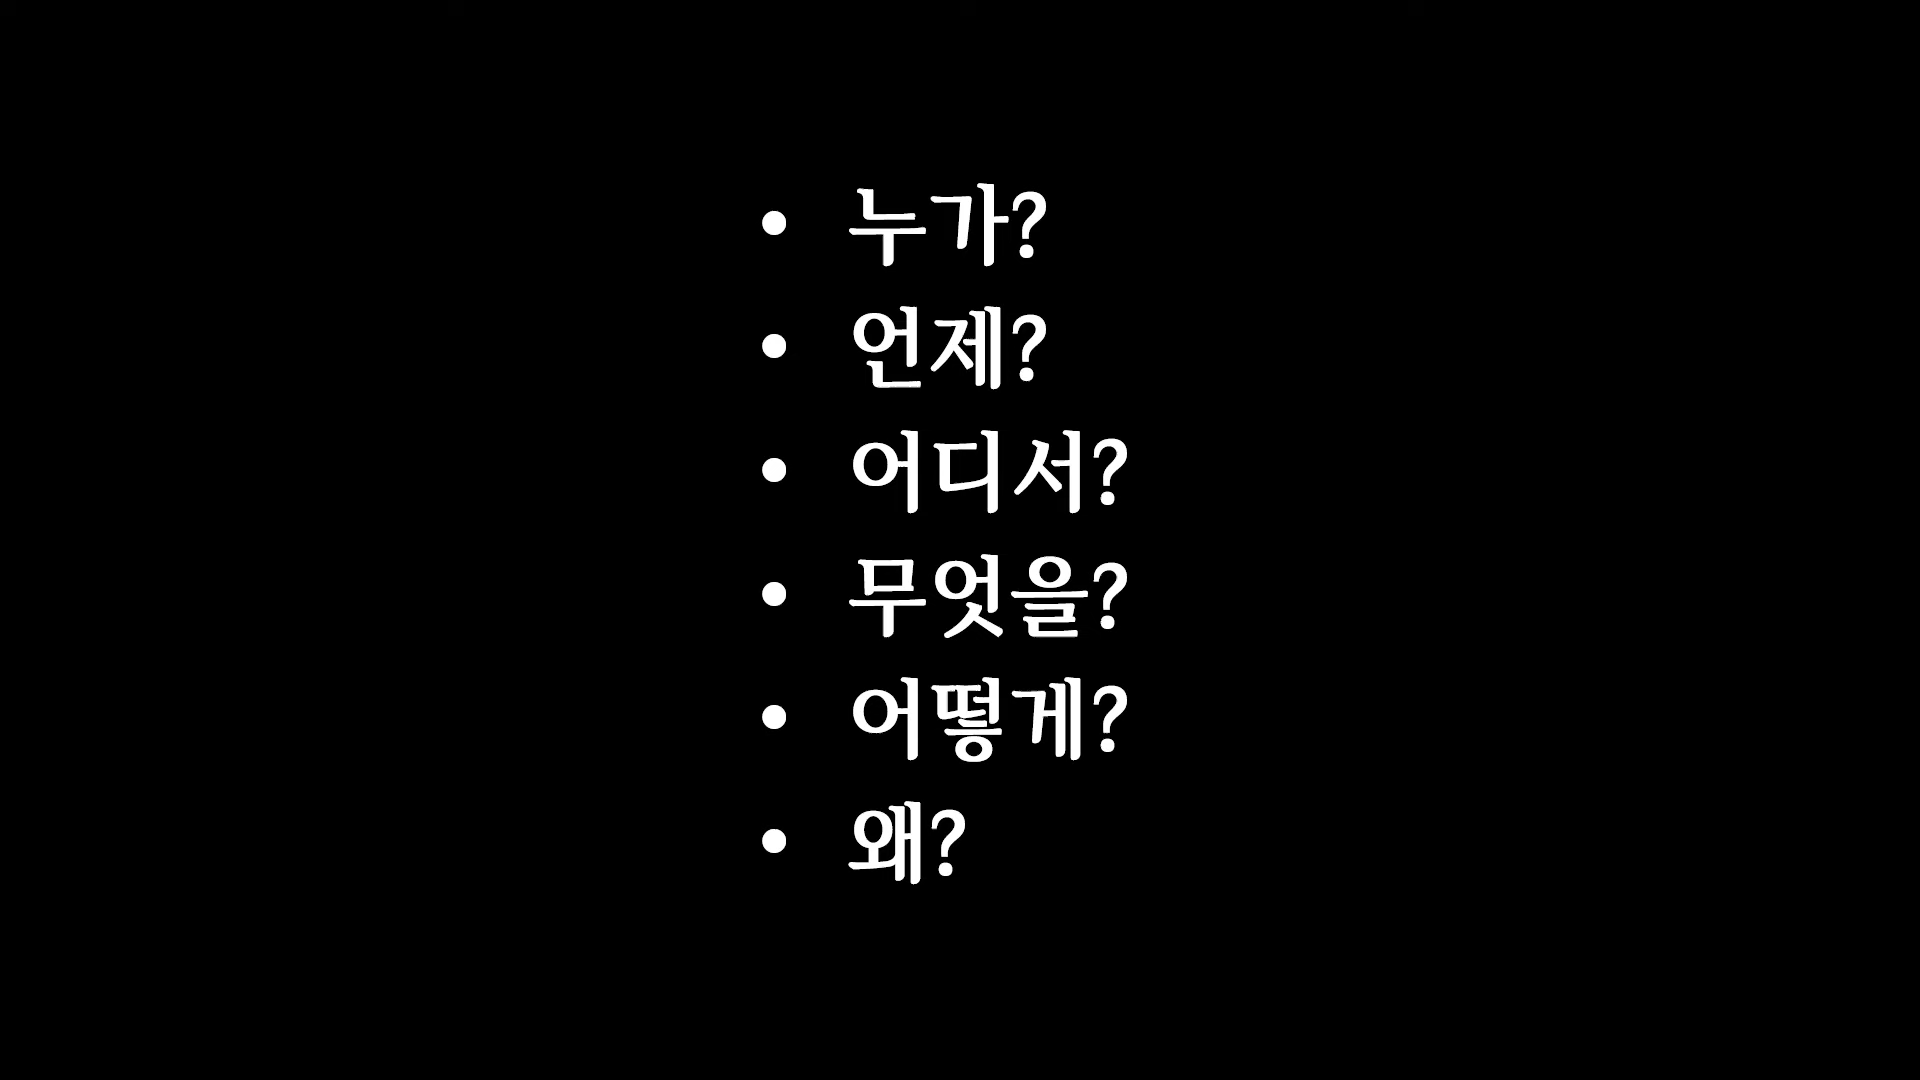 • 누가?
• 언제?
• 어디서?
• 무엇을?
• 어떻게?
• 왜?